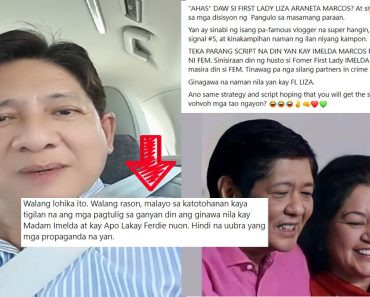 "AHAS" DAW SI FIRST LADY LIZA ARANETA MARCOS? At si
sa mga disisyon ng Pangulo sa masamang paraan.
Yan ay sinabi ng isang pa-famous vlogger na super hangin,
signal #5, at kinakampihan naman ng ilan niyang kampon.
TEKA PARANG SCRIPT NA DIN YAN KAY IMELDA MARCOS
NI FEM. Sinisiraan din ng husto si Fomer First Lady IMELDA
masira din si FEM. Tinawag pa nga silang partners in crime
Ginagawa na naman nila yan kay FL LIZA.
Ano same strategy and script hoping that you will get the s
vohvoh mga tao ngayon? 😂😂😂✌️👊❤️💚
Walang lohika ito. Walang rason, malayo sa katotohanan kaya
tigilan na ang mga pagtulig sa ganyan din ang ginawa nila kay
Madam Imelda at kay Apo Lakay Ferdie nuon. Hindi na uubra yang
mga propaganda na yan.